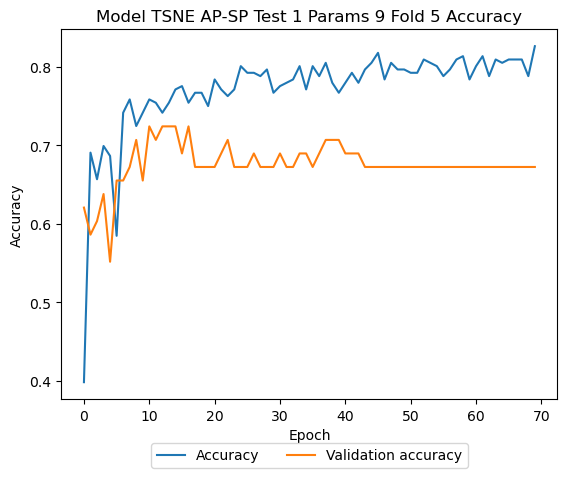 Model TSNE AP-SP Test 1 Params 9 Fold 5 Accuracy
0.8
0.7
0.6
0.5
0.4
Accuracy
0 10 20 30 40 50 60 70
Epoch
Accuracy Validation accuracy